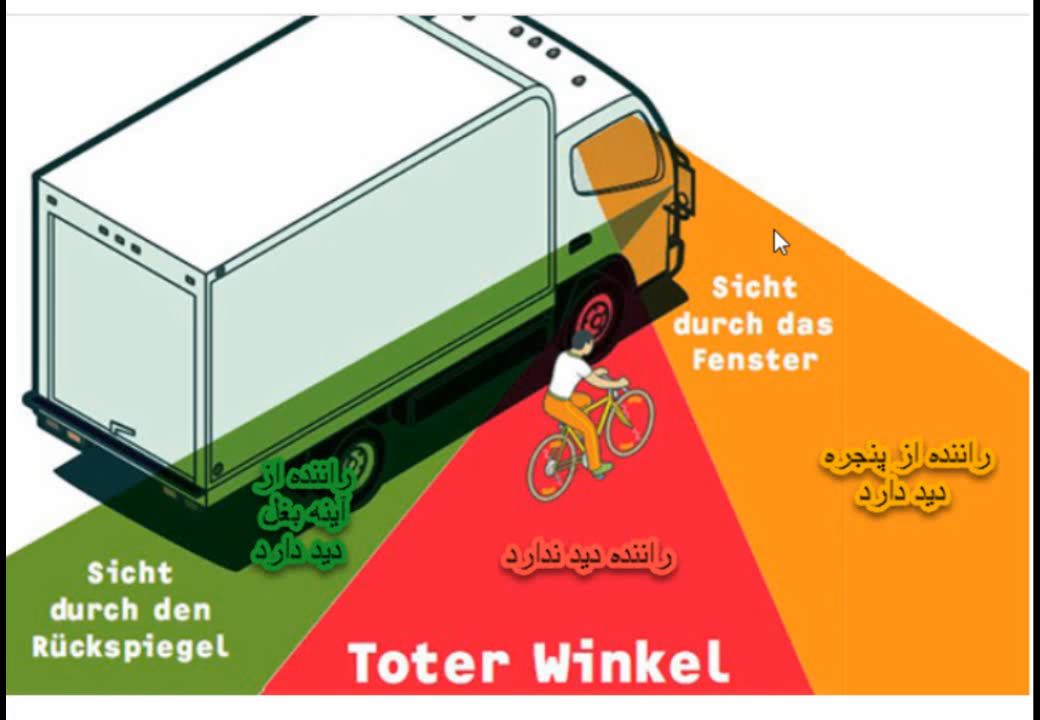 Sicht
durch das
Fenster
راننده از پنجره
دید دارد
راننده از
آینه بغل
دید دارد
راننده دید ندارد
Sicht
durch den
Rückspiegel
Toter Winkel